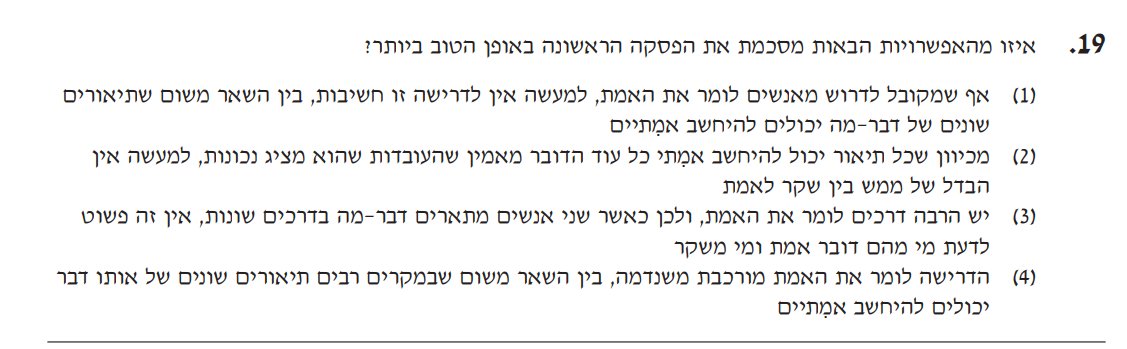 19. איזו מהאפשרויות הבאות מסכמת את הפסקה הראשונה באופן הטוב ביותר?
(1) אף שמקובל לדרוש מאנשים לומר את האמת, למעשה אין לדרישה זו חשיבות, בין השאר משום שתיאורים
שונים של דבר-מה יכולים להיחשב אמִתיים
(2) מכיוון שכל תיאור יכול להיחשב אמִתי כל עוד הדובר מאמין שהעובדות שהוא מציג נכונות, למעשה אין
הבדל של ממש בין שקר לאמת
(3) יש הרבה דרכים לומר את האמת, ולכן כאשר שני אנשים מתארים דבר-מה בדרכים שונות, אין זה פשוט
לדעת מי מהם דובר אמת ומי משקר
(4) הדרישה לומר את האמת מורכבת משנדמה, בין השאר משום שבמקרים רבים תיאורים שונים של אותו דבר
יכולים להיחשב אמִתיים